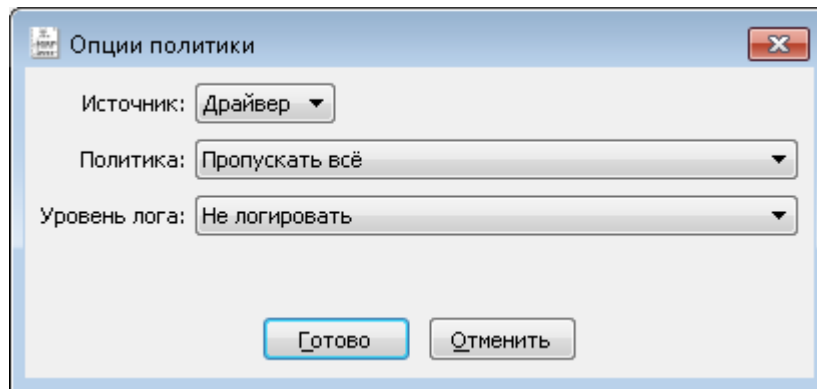 Опции политики
Источник: Драйвер
Политика: Пропускать всё
Уровень лога: Не логировать
Готово Отменить